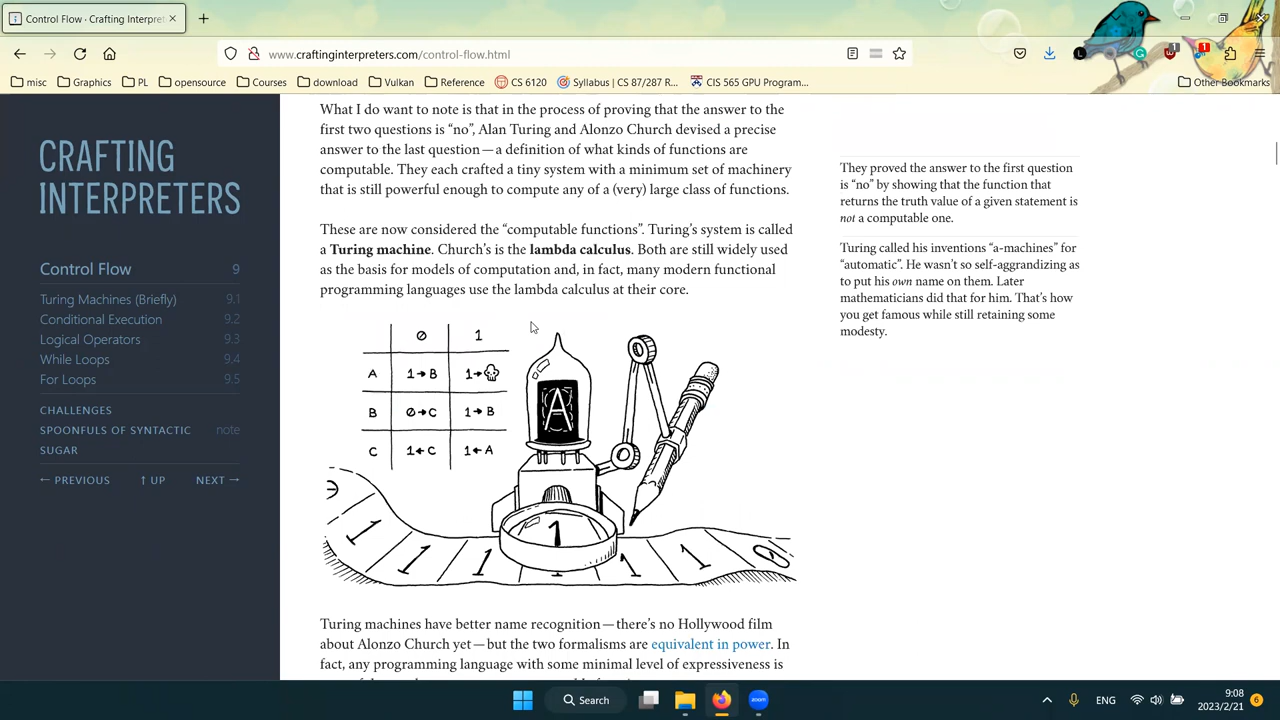 Control Flow · Crafting Interpret
www.craftinginterpreters.com/control-flow.html
misc
Graphics
PL
opensource
Courses
download
Vulkan
Reference
CS 6120
Syllabus | CS 87/287 R...
CIS 565 GPU Program...
Other Bookmarks
CRAFTING
INTERPRETERS
Control Flow 9
Turing Machines (Briefly) 9.1
Conditional Execution 9.2
Logical Operators 9.3
While Loops 9.4
For Loops 9.5
CHALLENGES
SPOONFULS OF SYNTACTIC note
SUGAR
← PREVIOUS ↑ UP NEXT →
What I do want to note is that in the process of proving that the answer to the
first two questions is “no”, Alan Turing and Alonzo Church devised a precise
answer to the last question—a definition of what kinds of functions are
computable. They each crafted a tiny system with a minimum set of machinery
that is still powerful enough to compute any of a (very) large class of functions.
These are now considered the “computable functions”. Turing’s system is called
a Turing machine. Church’s is the lambda calculus. Both are still widely used
as the basis for models of computation and, in fact, many modern functional
programming languages use the lambda calculus at their core.
0 1
A 1→B 1→
B 0→C 1→B
C 1←C 1←A
A
0 1 1 1 1 1 1 0
Turing machines have better name recognition—there’s no Hollywood film
about Alonzo Church yet—but the two formalisms are equivalent in power. In
fact, any programming language with some minimal level of expressiveness is
They proved the answer to the first question
is “no” by showing that the function that
returns the truth value of a given statement is
not a computable one.
Turing called his inventions “a-machines” for
“automatic”. He wasn’t so self-aggrandizing as
to put his own name on them. Later
mathematicians did that for him. That’s how
you get famous while still retaining some
modesty.
Search
zoom
ENG
9:08
2023/2/21
6